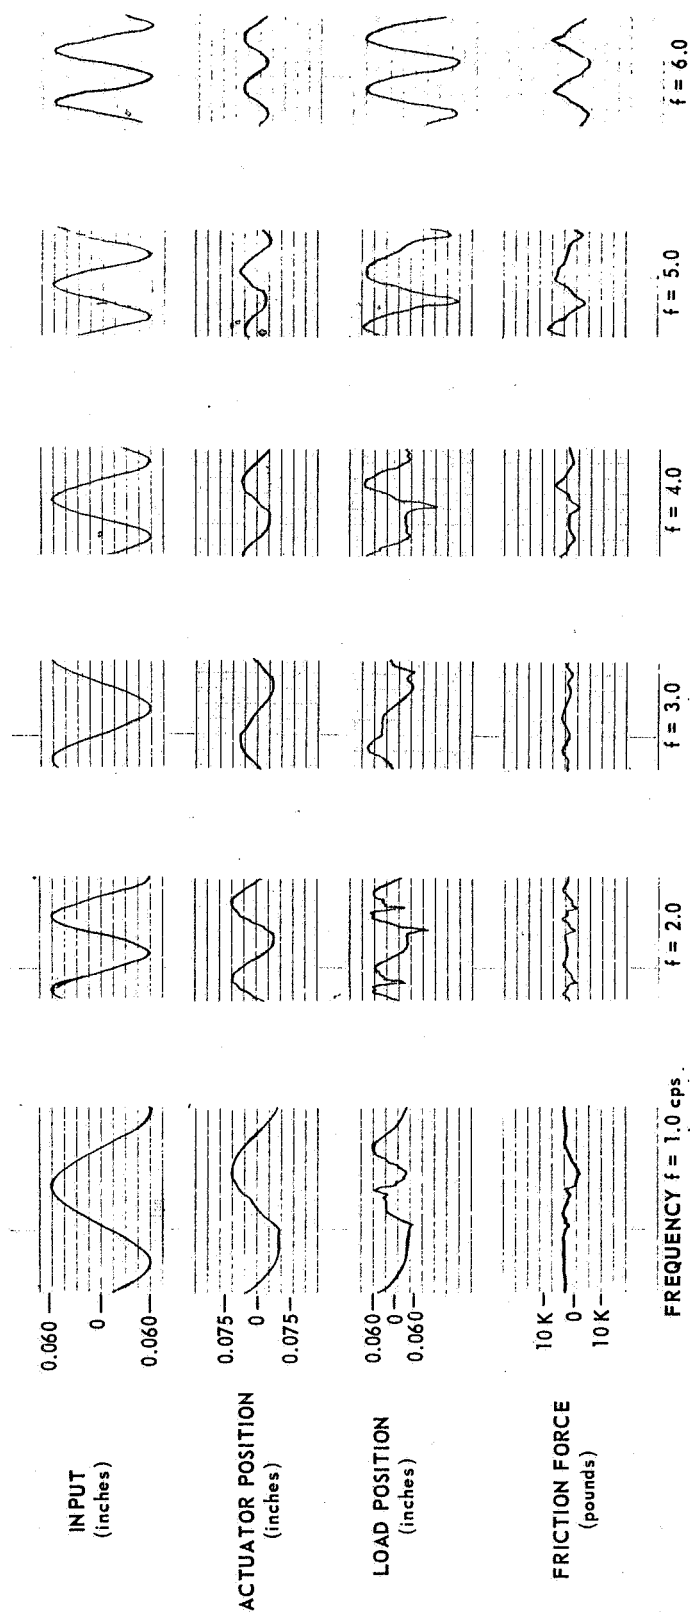 INPUT
(inches)
0.060
0
0.060
ACTUATOR POSITION
(inches)
0.075
0
0.075
LOAD POSITION
(inches)
0.060
0
0.060
FRICTION FORCE
(pounds)
10 K
0
10 K
FREQUENCY f = 1.0 cps
f = 2.0
f = 3.0
f = 4.0
f = 5.0
f = 6.0